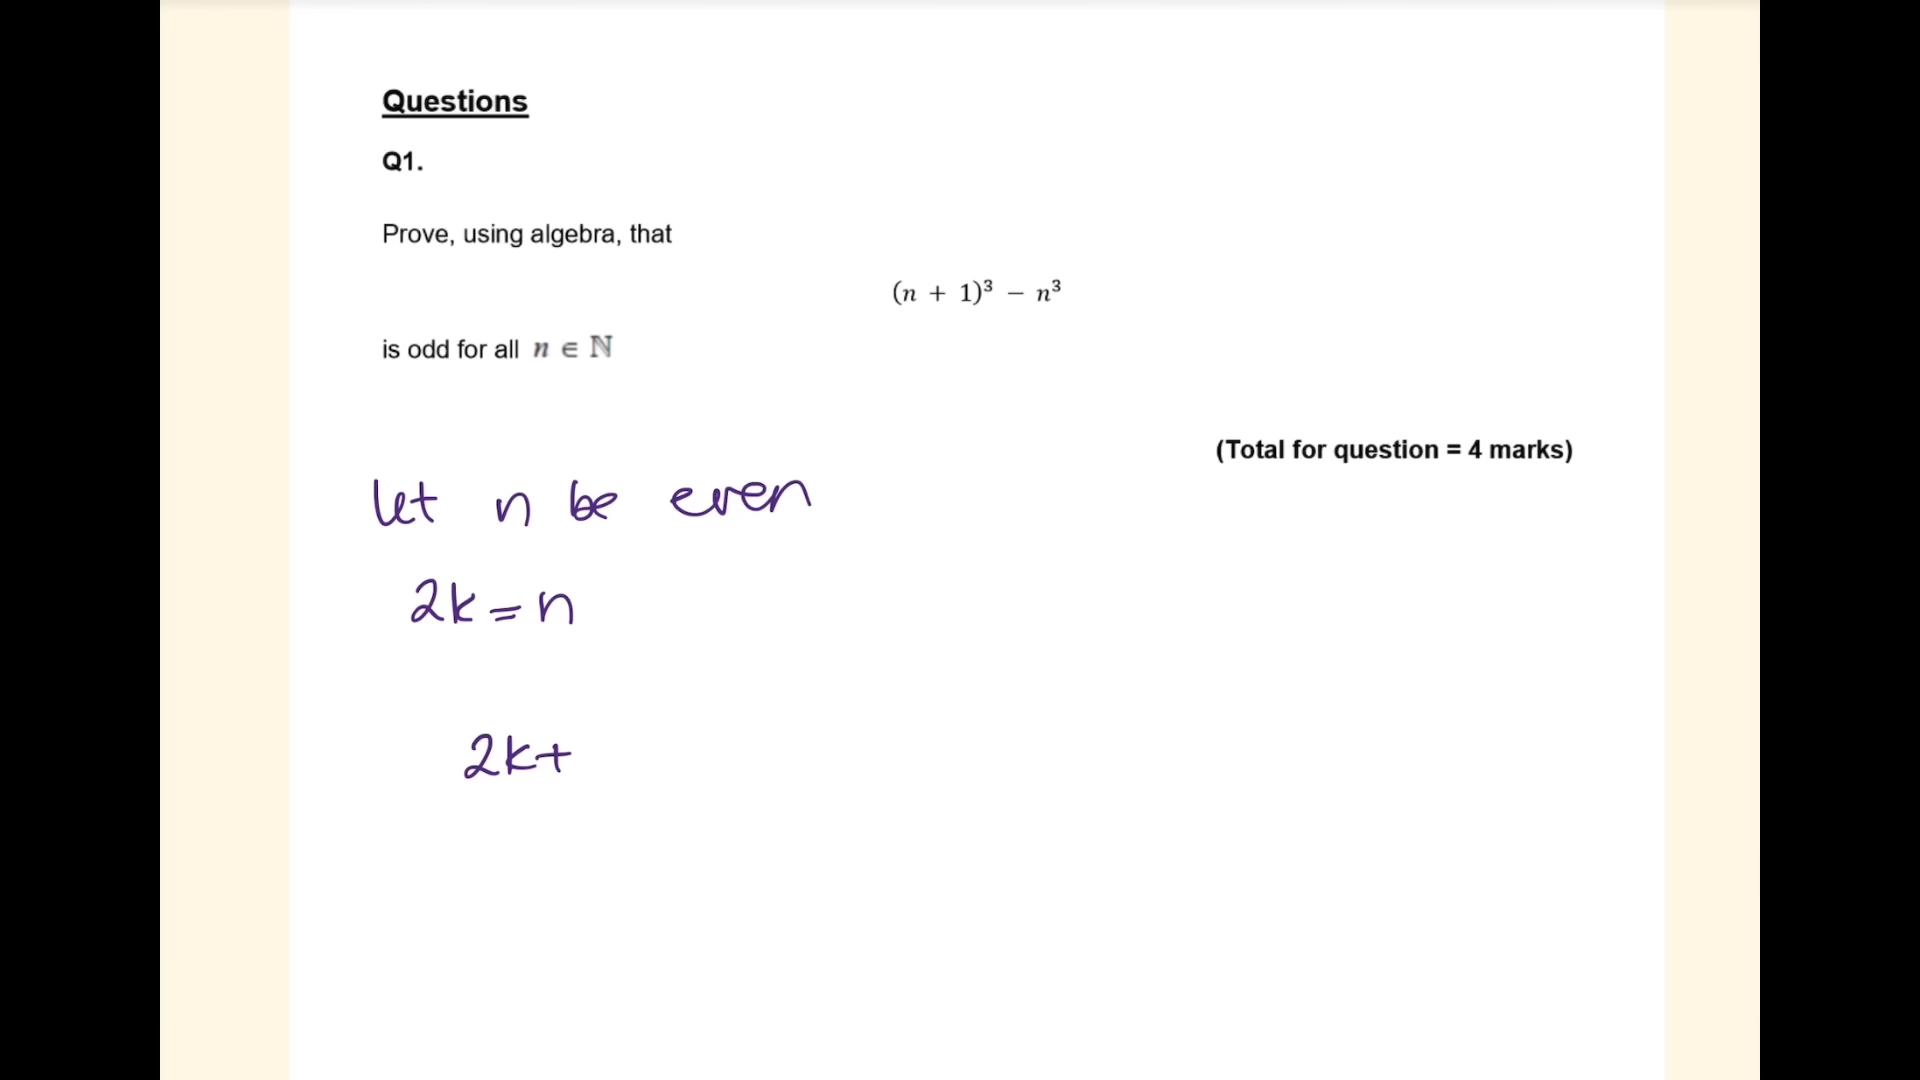 Questions
Q1.
Prove, using algebra, that
(n + 1)³ − n³
is odd for all n ∈ ℕ
(Total for question = 4 marks)
let n be even
2k = n
2k+